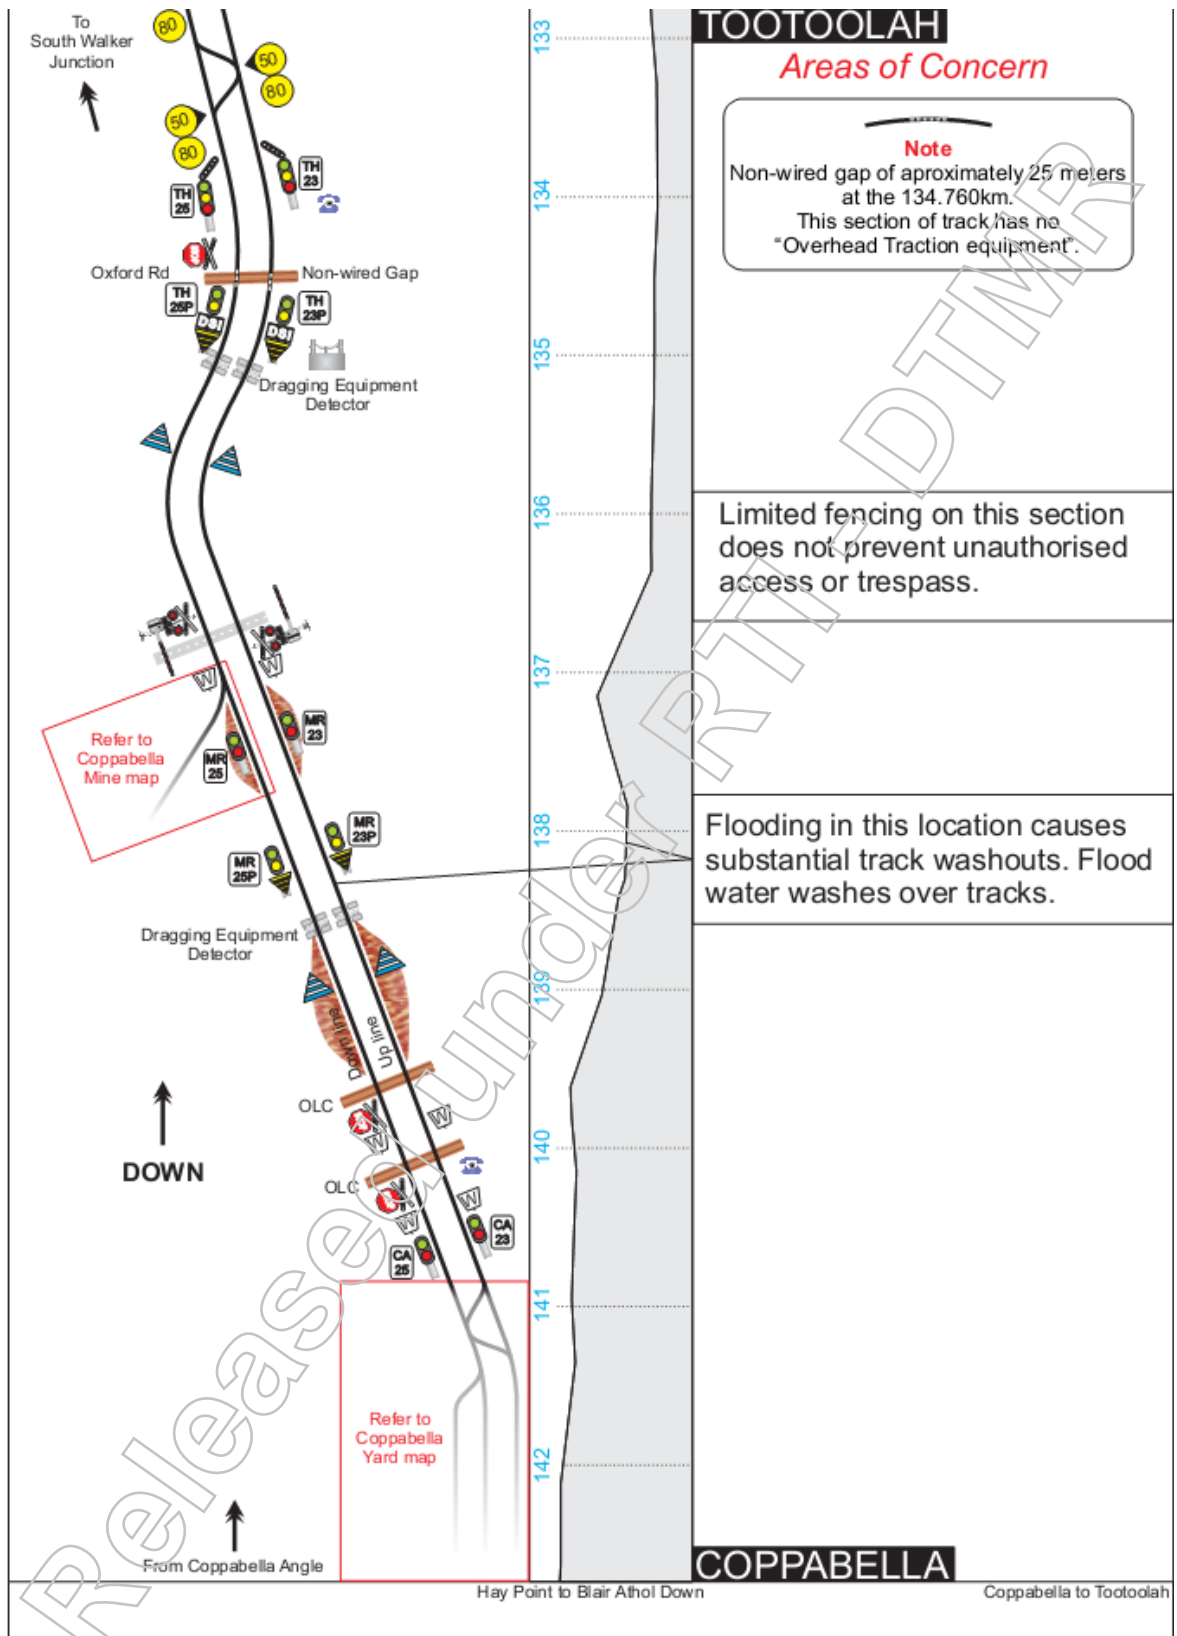 To
South Walker
Junction
80
50
80
50
80
TH
23
TH
25
Oxford Rd
Non-wired Gap
TH
25P
TH
23P
DSI
DSI
Dragging Equipment
Detector
W
W
Refer to
Coppabella
Mine map
MR
23
MR
25
MR
23P
MR
25P
Dragging Equipment
Detector
Down line
Up line
OLC
W
W
OLC
W
W
CA
23
CA
25
DOWN
Refer to
Coppabella
Yard map
From Coppabella Angle
133
134
135
136
137
138
139
140
141
142
TOOTOOLAH
Areas of Concern
Note
Non-wired gap of aproximately 25 meters
at the 134.760km.
This section of track has no
“Overhead Traction equipment”.
Limited fencing on this section
does not prevent unauthorised
access or trespass.
Flooding in this location causes
substantial track washouts. Flood
water washes over tracks.
COPPABELLA
Hay Point to Blair Athol Down
Coppabella to Tootoolah
Released under RTI - DTMR